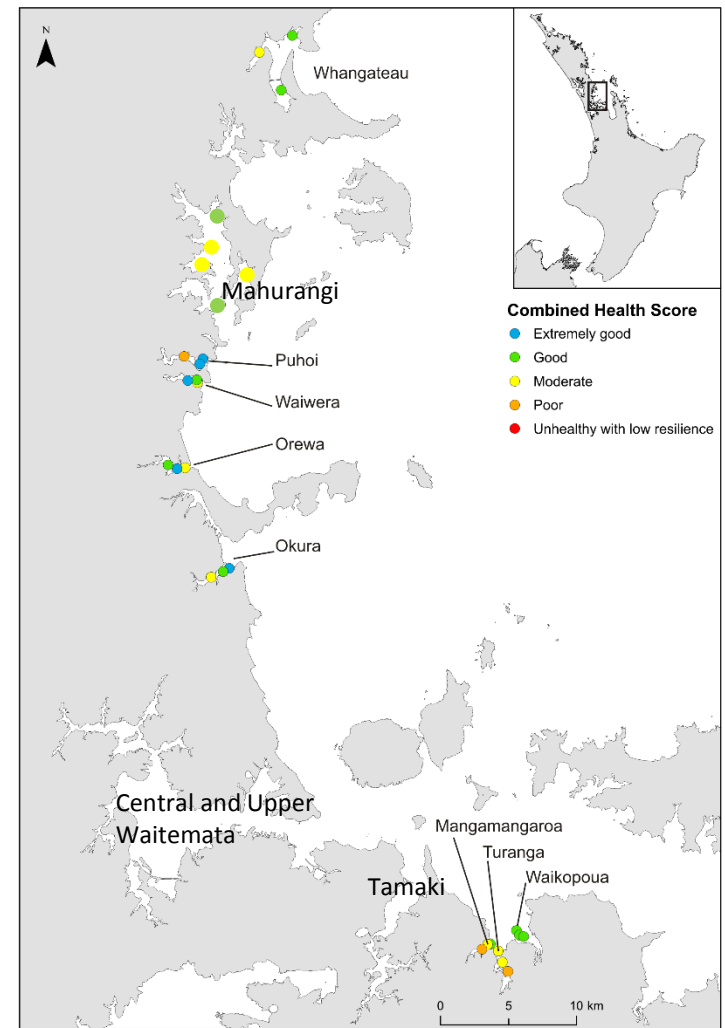 N
Whangateau
Mahurangi
Combined Health Score
Extremely good
Good
Moderate
Poor
Unhealthy with low resilience
Puhoi
Waiwera
Orewa
Okura
Central and Upper
Waitemata
Mangamangaroa
Turanga
Waikopoua
Tamaki
0 5 10 km